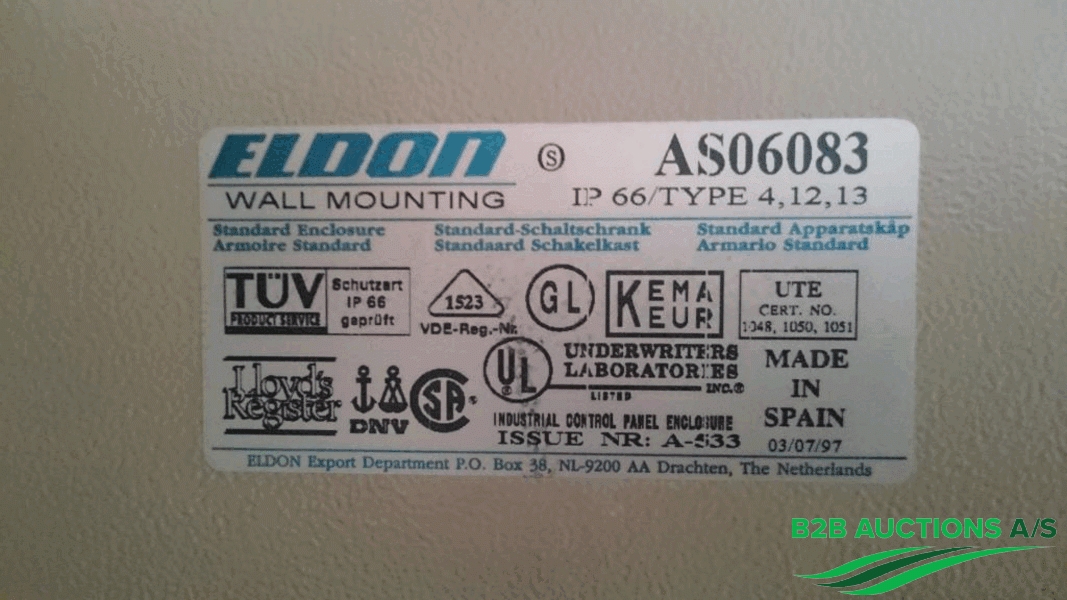 ELDON S AS06083
WALL MOUNTING IP 66/TYPE 4,12,13
Standard Enclosure Standard-Schaltschrank Standard Apparatskåp
Armoire Standard Standaard Schakelkast Armario Standard
TÜV
PRODUCT SERVICE
Schutzart
IP 66
geprüft
1523
VDE-Reg.-Nr.
GL
KEMA
KEUR
UTE
CERT. NO.
1048, 1050, 1051
Lloyd's
Register
DNV
SA
UL ®
UNDERWRITERS
LABORATORIES
INC.®
LISTED
INDUSTRIAL CONTROL PANEL ENCLOSURE
ISSUE NR: A-533
MADE
IN
SPAIN
03/07/97
ELDON Export Department P.O. Box 38, NL-9200 AA Drachten, The Netherlands
B2B AUCTIONS A/S